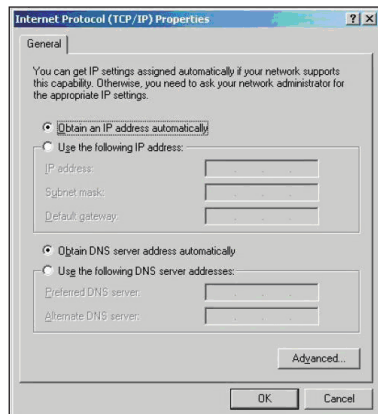 Internet Protocol (TCP/IP) Properties
General
You can get IP settings assigned automatically if your network supports
this capability. Otherwise, you need to ask your network administrator for
the appropriate IP settings.
Obtain an IP address automatically
Use the following IP address:
IP address:
Subnet mask:
Default gateway:
Obtain DNS server address automatically
Use the following DNS server addresses:
Preferred DNS server:
Alternate DNS server:
Advanced...
OK
Cancel